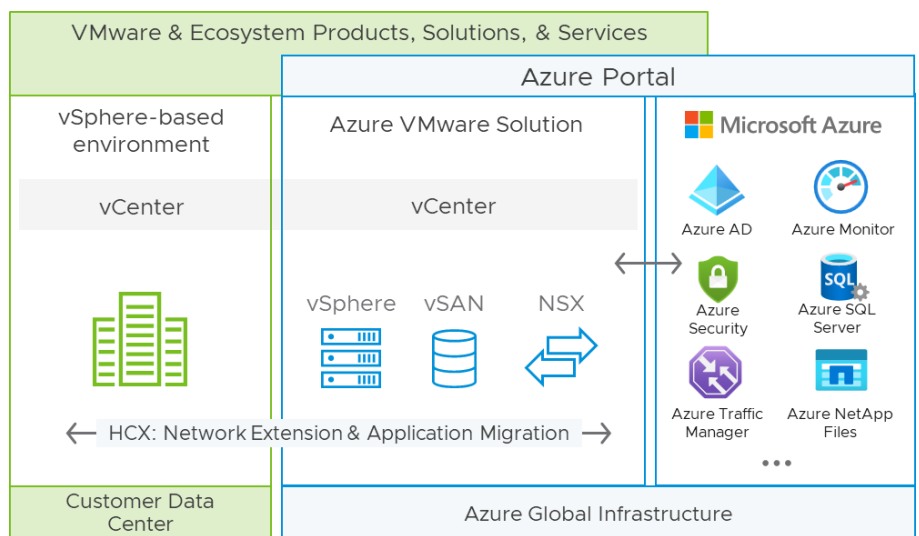 VMware & Ecosystem Products, Solutions, & Services
Azure Portal
vSphere-based
environment
vCenter
Azure VMware Solution
vCenter
vSphere
vSAN
NSX
HCX: Network Extension & Application Migration
Microsoft Azure
Azure AD
Azure Monitor
Azure
Security
SQL
Azure SQL
Server
Azure Traffic
Manager
Azure NetApp
Files
Customer Data
Center
Azure Global Infrastructure